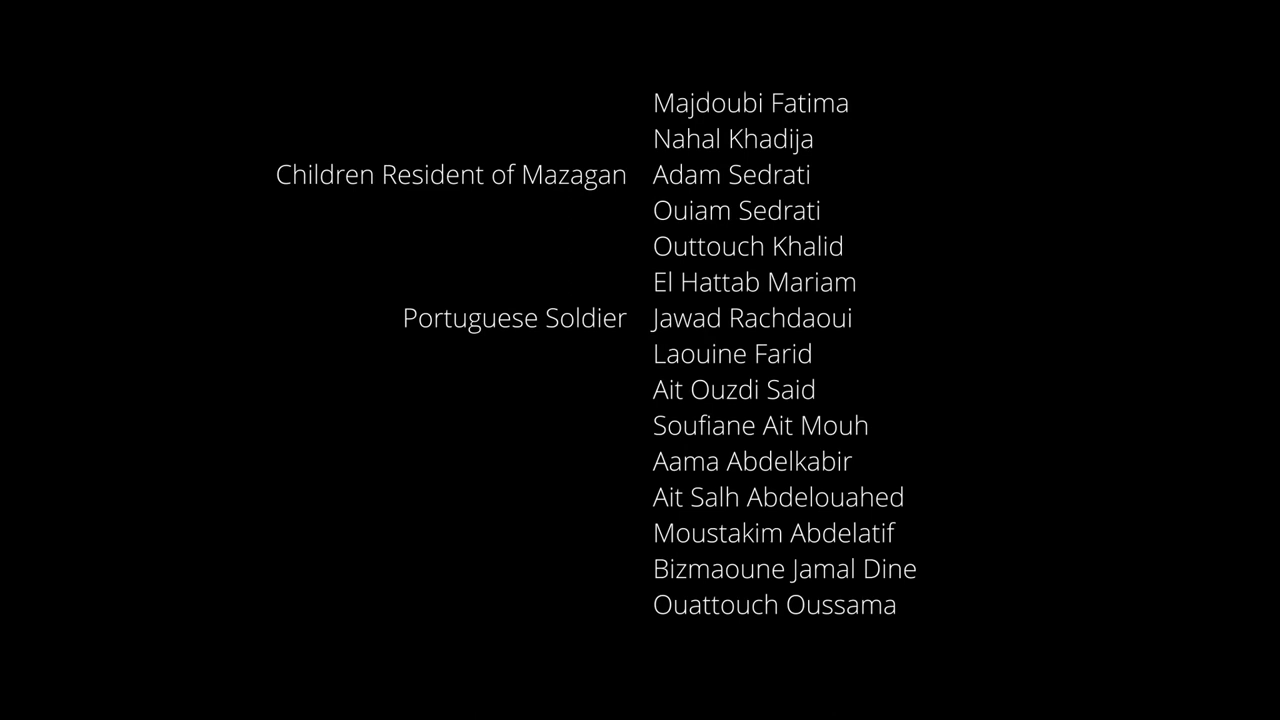 Majdoubi Fatima
Nahal Khadija
Children Resident of Mazagan Adam Sedrati
Ouiam Sedrati
Outtouch Khalid
El Hattab Mariam
Portuguese Soldier Jawad Rachdaoui
Laouine Farid
Ait Ouzdi Said
Soufiane Ait Mouh
Aama Abdelkabir
Ait Salh Abdelouahed
Moustakim Abdelatif
Bizmaoune Jamal Dine
Ouattouch Oussama